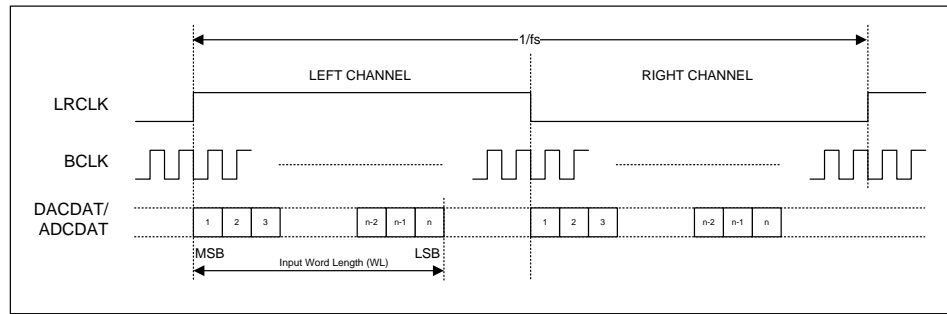 1/fs
LEFT CHANNEL RIGHT CHANNEL
LRCLK
BCLK
DACDAT/
ADCDAT
1 2 3 n-2 n-1 n 1 2 3 n-2 n-1 n
MSB LSB
Input Word Length (WL)